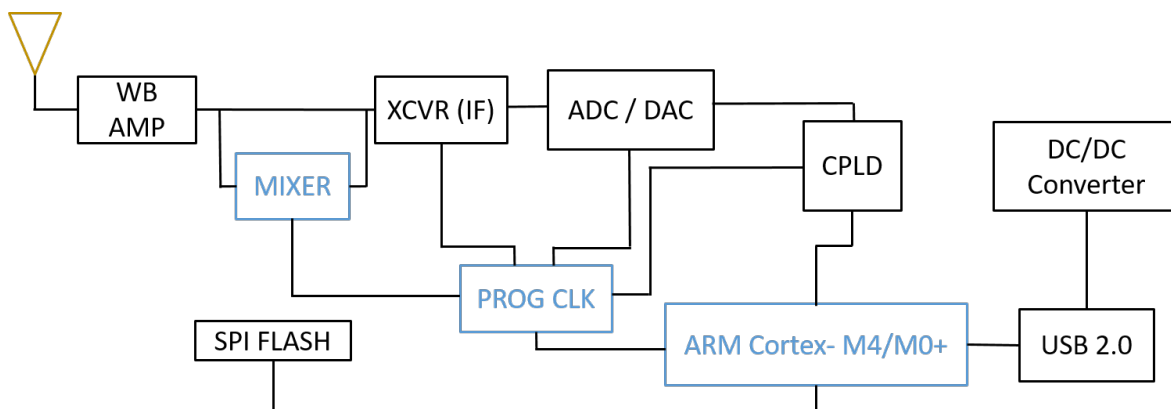 WB
AMP
XCVR (IF)
ADC / DAC
CPLD
DC/DC
Converter
MIXER
PROG CLK
SPI FLASH
ARM Cortex- M4/M0+
USB 2.0